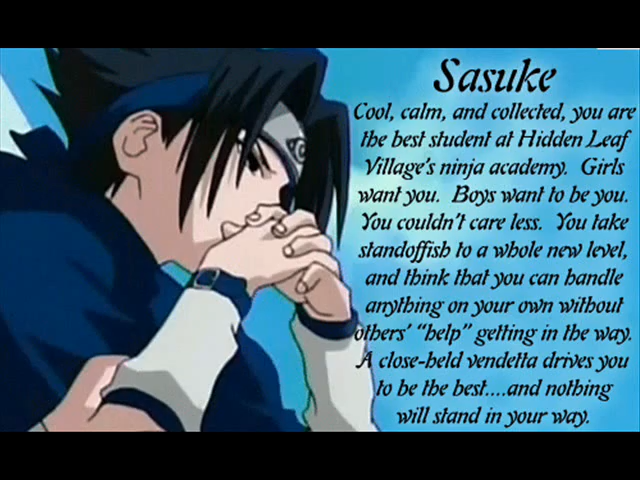 Sasuke
Cool, calm, and collected, you are
the best student at Hidden Leaf
Village's ninja academy. Girls
want you. Boys want to be you.
You couldn't care less. You take
standoffish to a whole new level,
and think that you can handle
anything on your own without
others' "help" getting in the way.
A close-held vendetta drives you
to be the best....and nothing
will stand in your way.